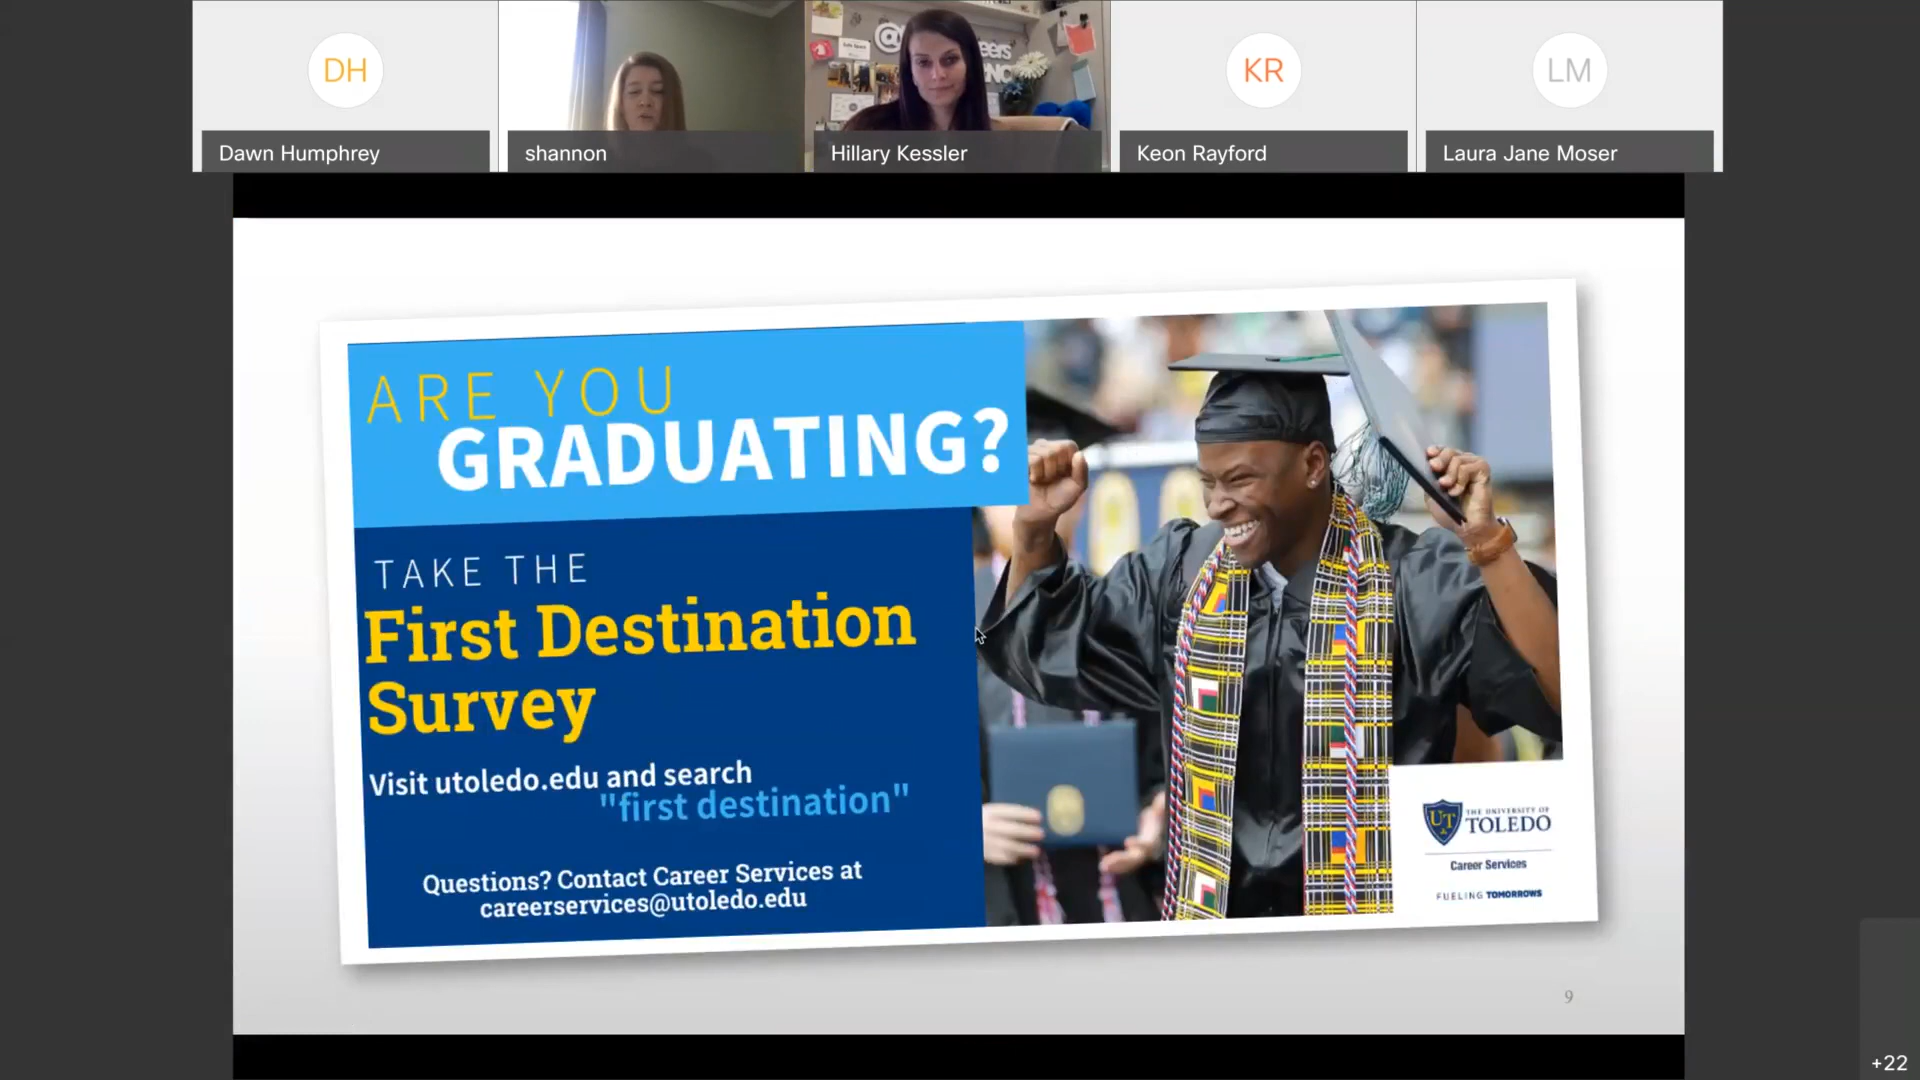 DH
KR
LM
Dawn Humphrey
shannon
Hillary Kessler
Keon Rayford
Laura Jane Moser
ARE YOU
GRADUATING?
TAKE THE
First Destination
Survey
Visit utoledo.edu and search
"first destination"
Questions? Contact Career Services at
careerservices@utoledo.edu
UT
THE UNIVERSITY OF
TOLEDO
Career Services
FUELING TOMORROWS
9
+22